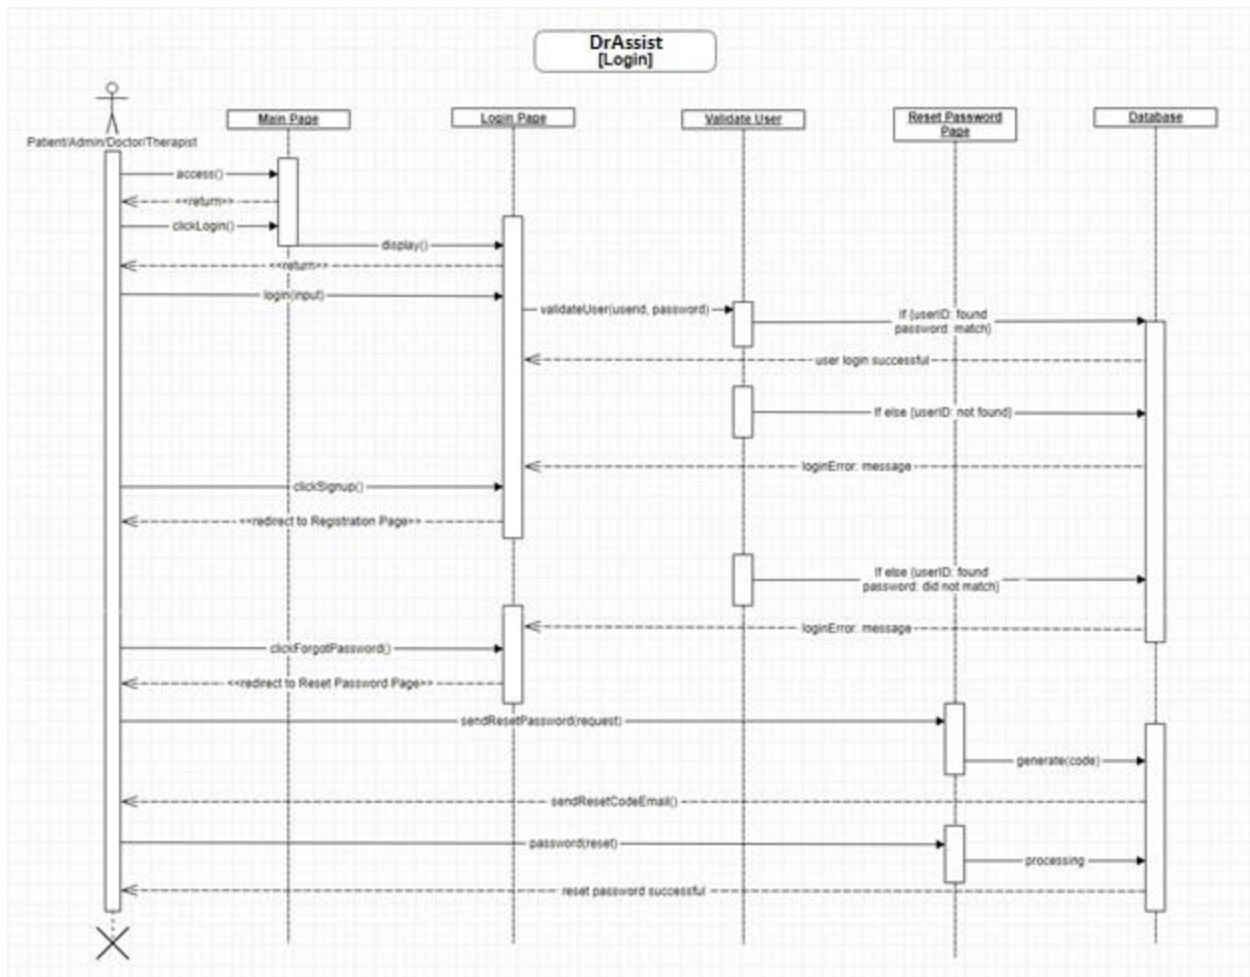 DrAssist
[Login]
Main Page
Login Page
Validate User
Reset Password
Page
Database
Patient/Admin/Doctor/Therapist
access()
<<return>>
clickLogin()
display()
<<return>>
login(input)
validateUser(userid, password)
If {userID: found
password: match}
user login successful
If else {userID: not found}
loginError: message
clickSignup()
<<redirect to Registration Page>>
If else {userID: found
password: did not match}
loginError: message
clickForgotPassword()
<<redirect to Reset Password Page>>
sendResetPassword(request)
generate(code)
sendResetCodeEmail()
password(reset)
processing
reset password successful